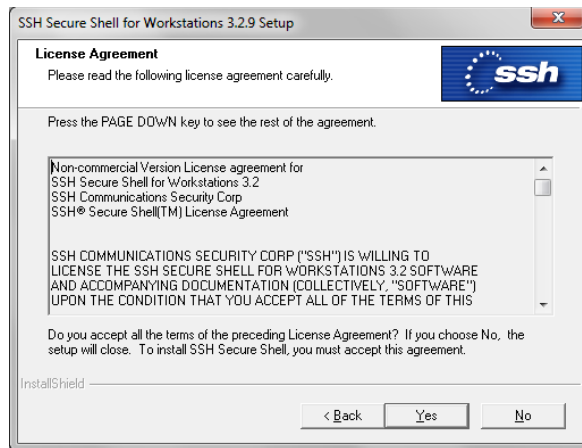 SSH Secure Shell for Workstations 3.2.9 Setup
License Agreement
Please read the following license agreement carefully.
ssh
Press the PAGE DOWN key to see the rest of the agreement.
Non-commercial Version License agreement for
SSH Secure Shell for Workstations 3.2
SSH Communications Security Corp
SSH® Secure Shell(TM) License Agreement
SSH COMMUNICATIONS SECURITY CORP ("SSH") IS WILLING TO
LICENSE THE SSH SECURE SHELL FOR WORKSTATIONS 3.2 SOFTWARE
AND ACCOMPANYING DOCUMENTATION (COLLECTIVELY, "SOFTWARE")
UPON THE CONDITION THAT YOU ACCEPT ALL OF THE TERMS OF THIS
Do you accept all the terms of the preceding License Agreement? If you choose No, the
setup will close. To install SSH Secure Shell, you must accept this agreement.
InstallShield
< Back Yes No